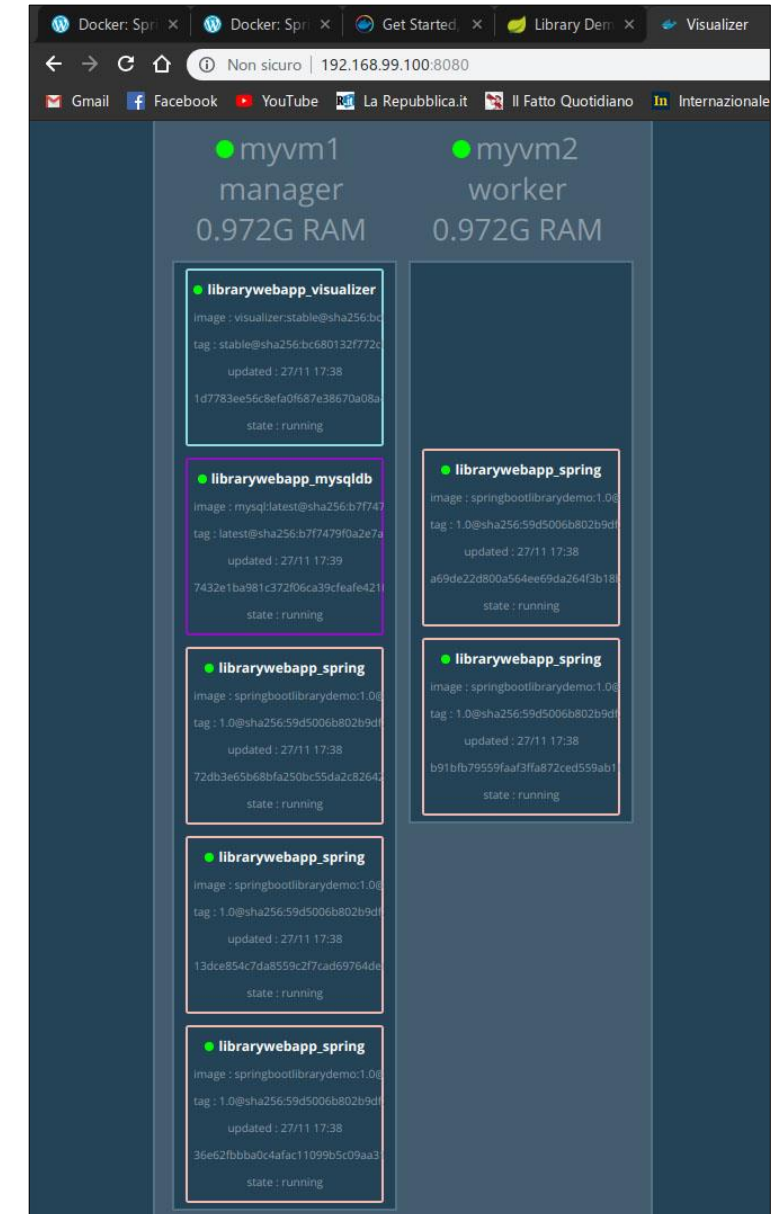 Docker: Spri
Docker: Spri
Get Started,
Library Dem
Visualizer
Non sicuro | 192.168.99.100:8080
Gmail
Facebook
YouTube
La Repubblica.it
Il Fatto Quotidiano
Internazionale
myvm1
manager
0.972G RAM
librarywebapp_visualizer
image : visualizer:stable@sha256:bc
tag : stable@sha256:bc680132f772c
updated : 27/11 17:38
1d7783ee56c8efa0f687e38670a08a
state : running
librarywebapp_mysqldb
image : mysql:latest@sha256:b7f747
tag : latest@sha256:b7f7479f0a2e7a
updated : 27/11 17:39
7432e1ba981c372f06ca39cfeafe421
state : running
librarywebapp_spring
image : springbootlibrarydemo:1.0@
tag : 1.0@sha256:59d5006b802b9df
updated : 27/11 17:38
72db3e65b68bfa250bc55da2c82642
state : running
librarywebapp_spring
image : springbootlibrarydemo:1.0@
tag : 1.0@sha256:59d5006b802b9df
updated : 27/11 17:38
13dce854c7da8559c2f7cad69764de
state : running
librarywebapp_spring
image : springbootlibrarydemo:1.0@
tag : 1.0@sha256:59d5006b802b9df
updated : 27/11 17:38
36e62fbbba0c4afac11099b5c09aa3
state : running
myvm2
worker
0.972G RAM
librarywebapp_spring
image : springbootlibrarydemo:1.0@
tag : 1.0@sha256:59d5006b802b9df
updated : 27/11 17:38
a69de22d800a564ee69da264f3b18
state : running
librarywebapp_spring
image : springbootlibrarydemo:1.0@
tag : 1.0@sha256:59d5006b802b9df
updated : 27/11 17:38
b91bfb79559faaf3ffa872ced559ab1
state : running